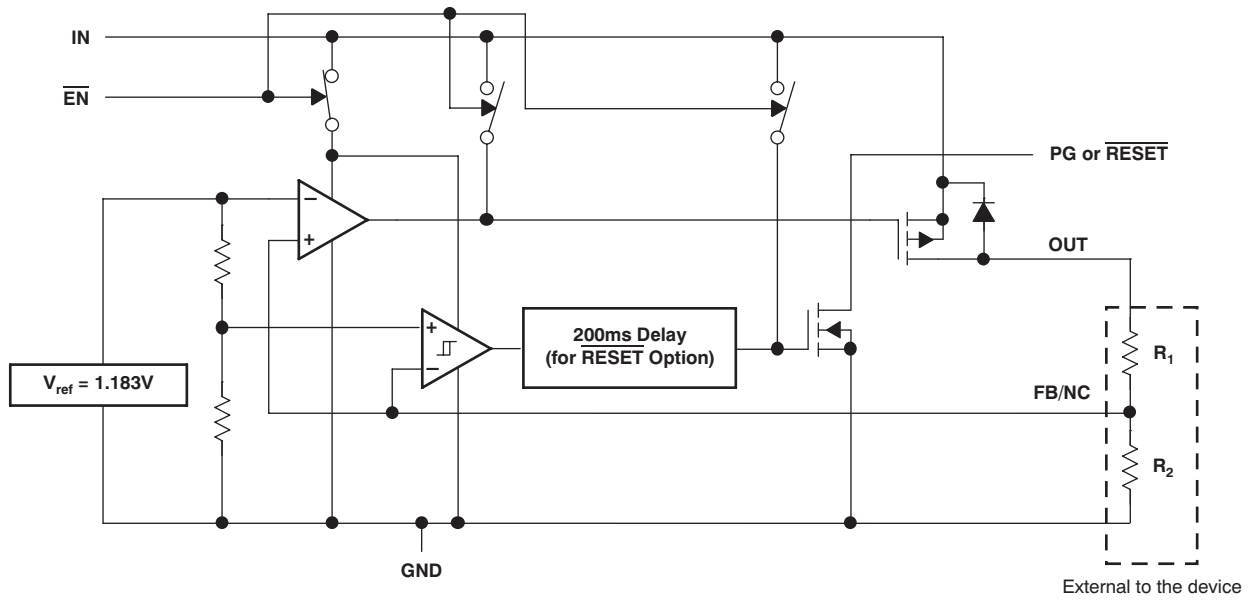 IN
EN
PG or RESET
−
+
OUT
+
−
200ms Delay
(for RESET Option)
R1
Vref = 1.183V
FB/NC
R2
GND
External to the device